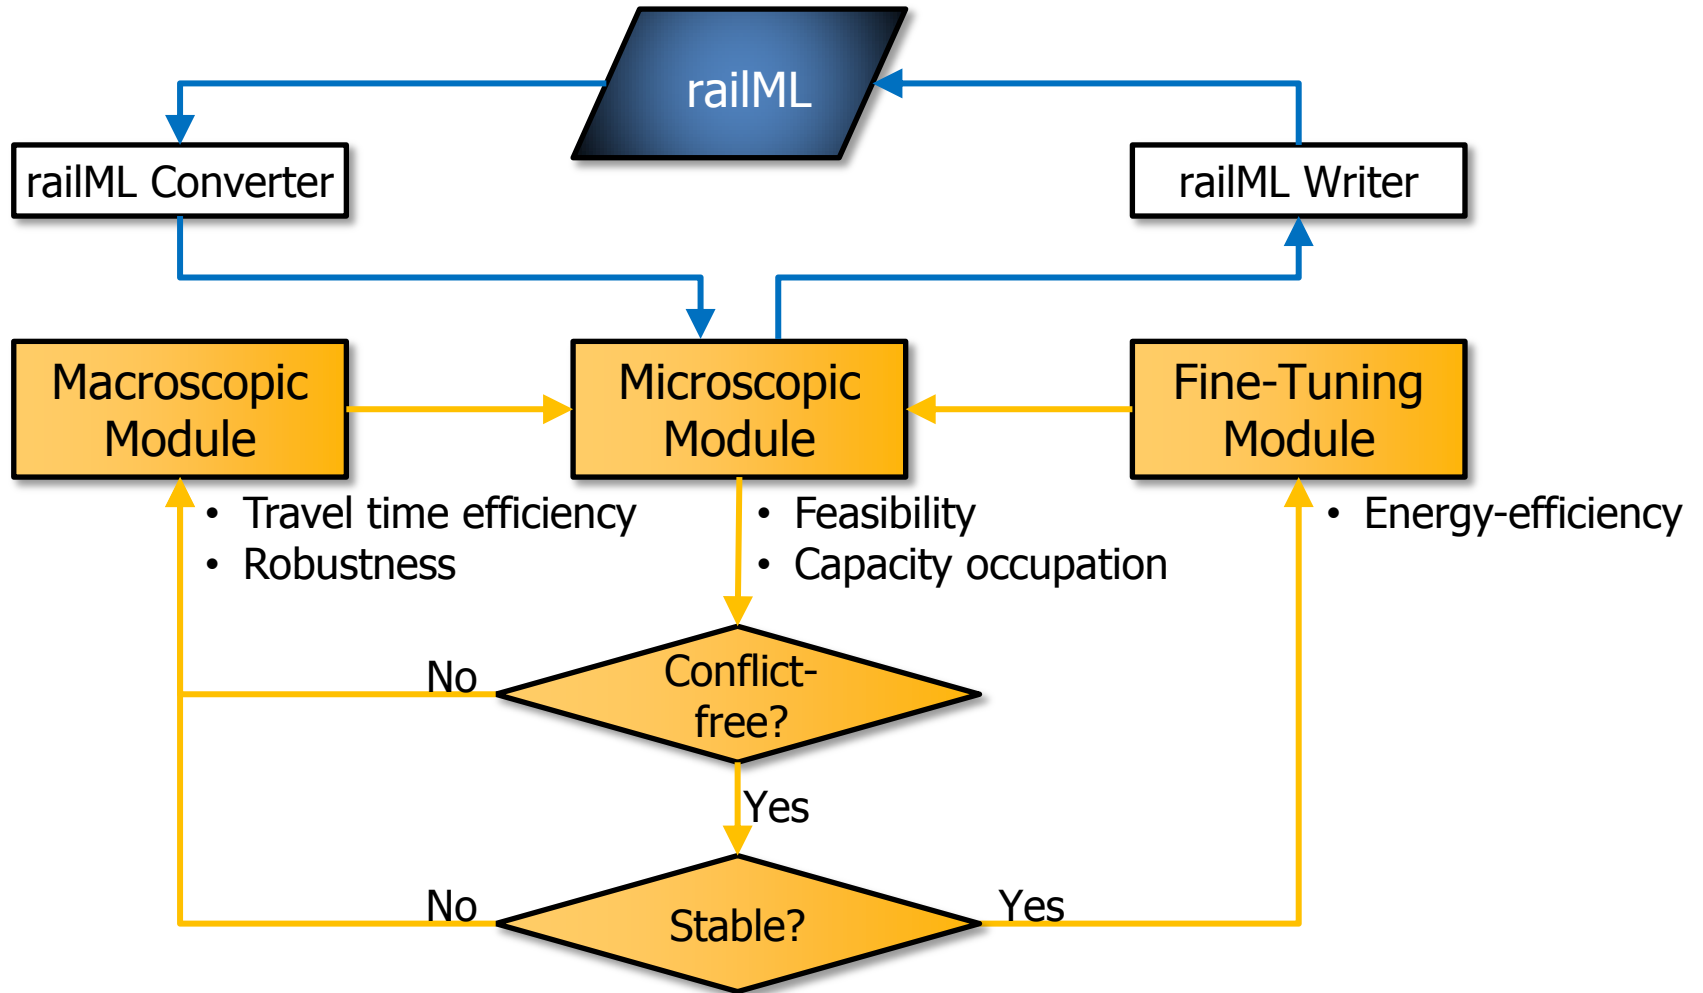 railML
railML Converter
railML Writer
Macroscopic
Module
Microscopic
Module
Fine-Tuning
Module
• Travel time efficiency
• Robustness
• Feasibility
• Capacity occupation
• Energy-efficiency
No
Conflict-
free?
Yes
No
Stable?
Yes